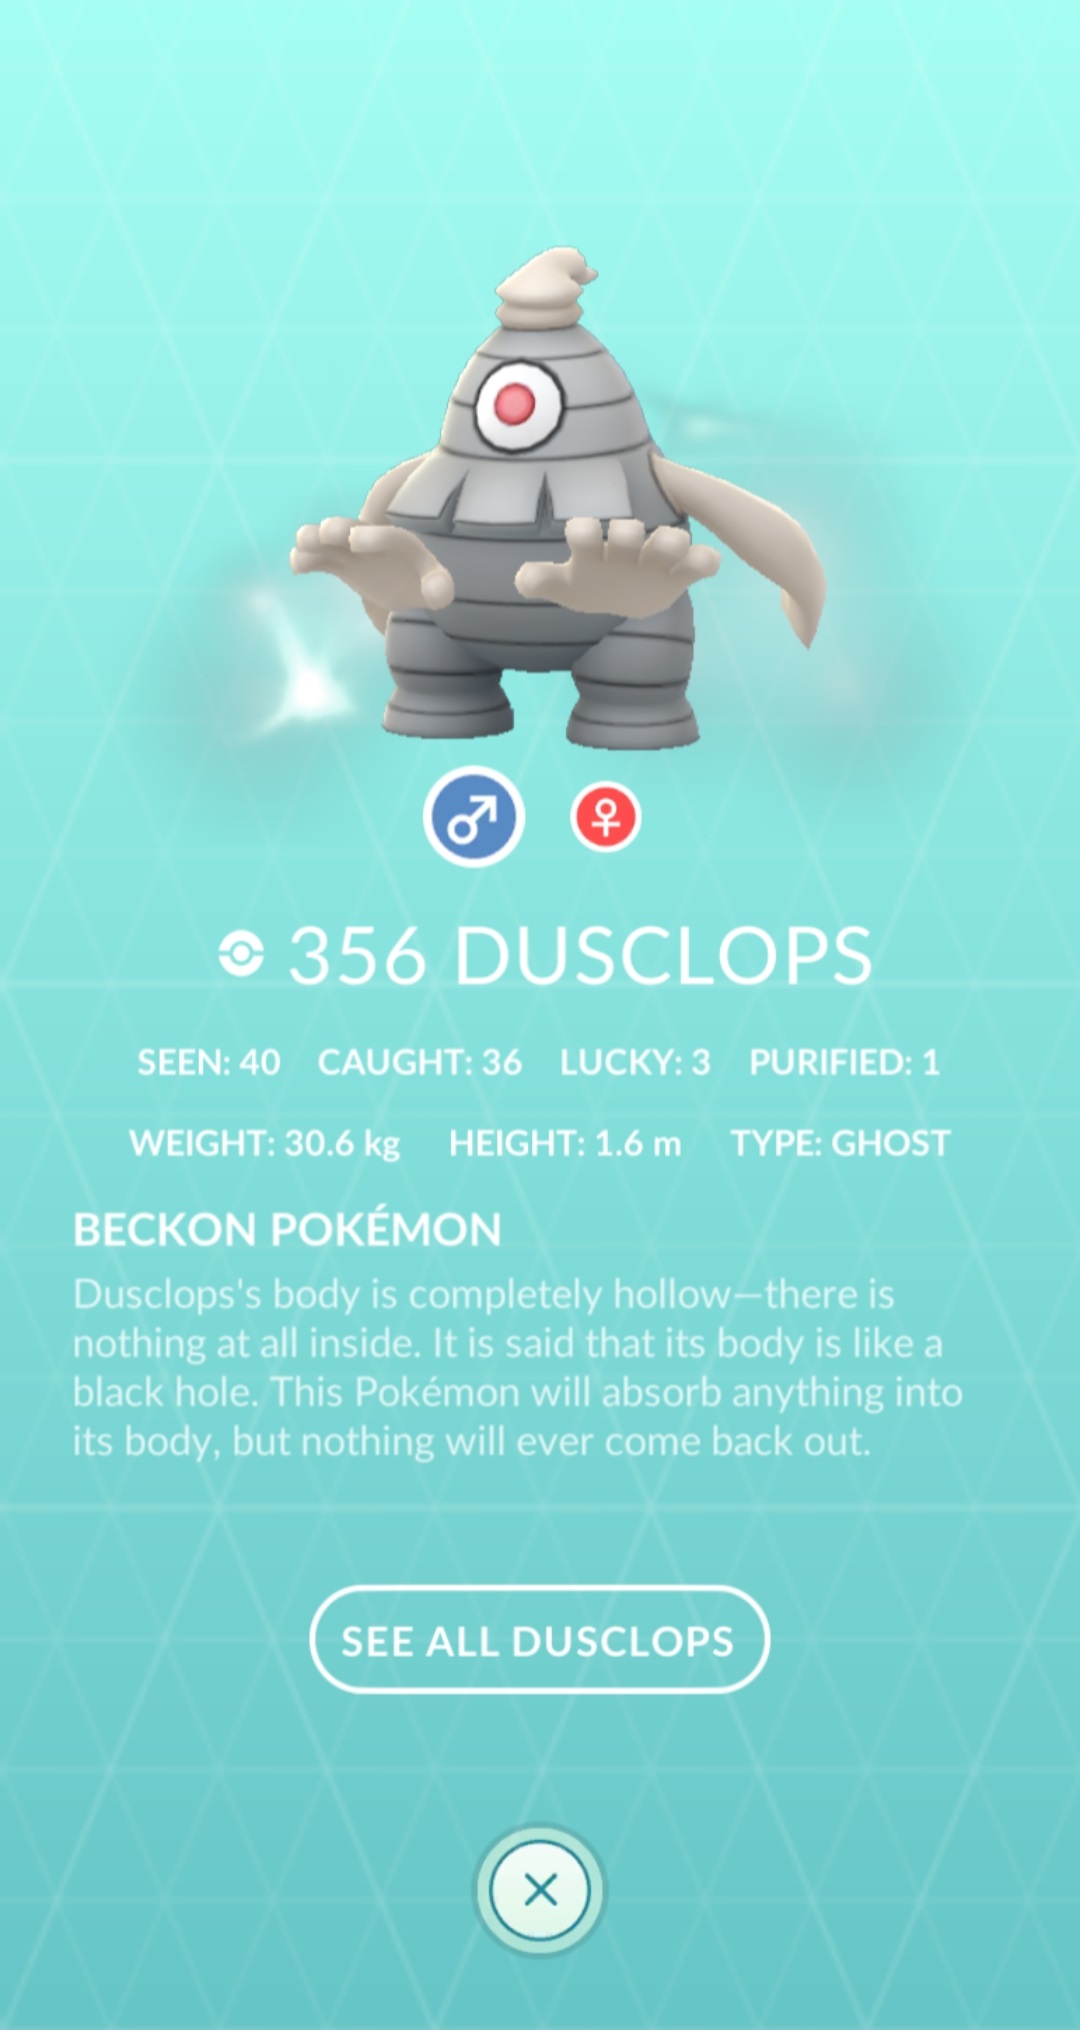 356 DUSCLOPS
SEEN: 40 CAUGHT: 36 LUCKY: 3 PURIFIED: 1
WEIGHT: 30.6 kg HEIGHT: 1.6 m TYPE: GHOST
BECKON POKÉMON
Dusclops's body is completely hollow—there is
nothing at all inside. It is said that its body is like a
black hole. This Pokémon will absorb anything into
its body, but nothing will ever come back out.
SEE ALL DUSCLOPS